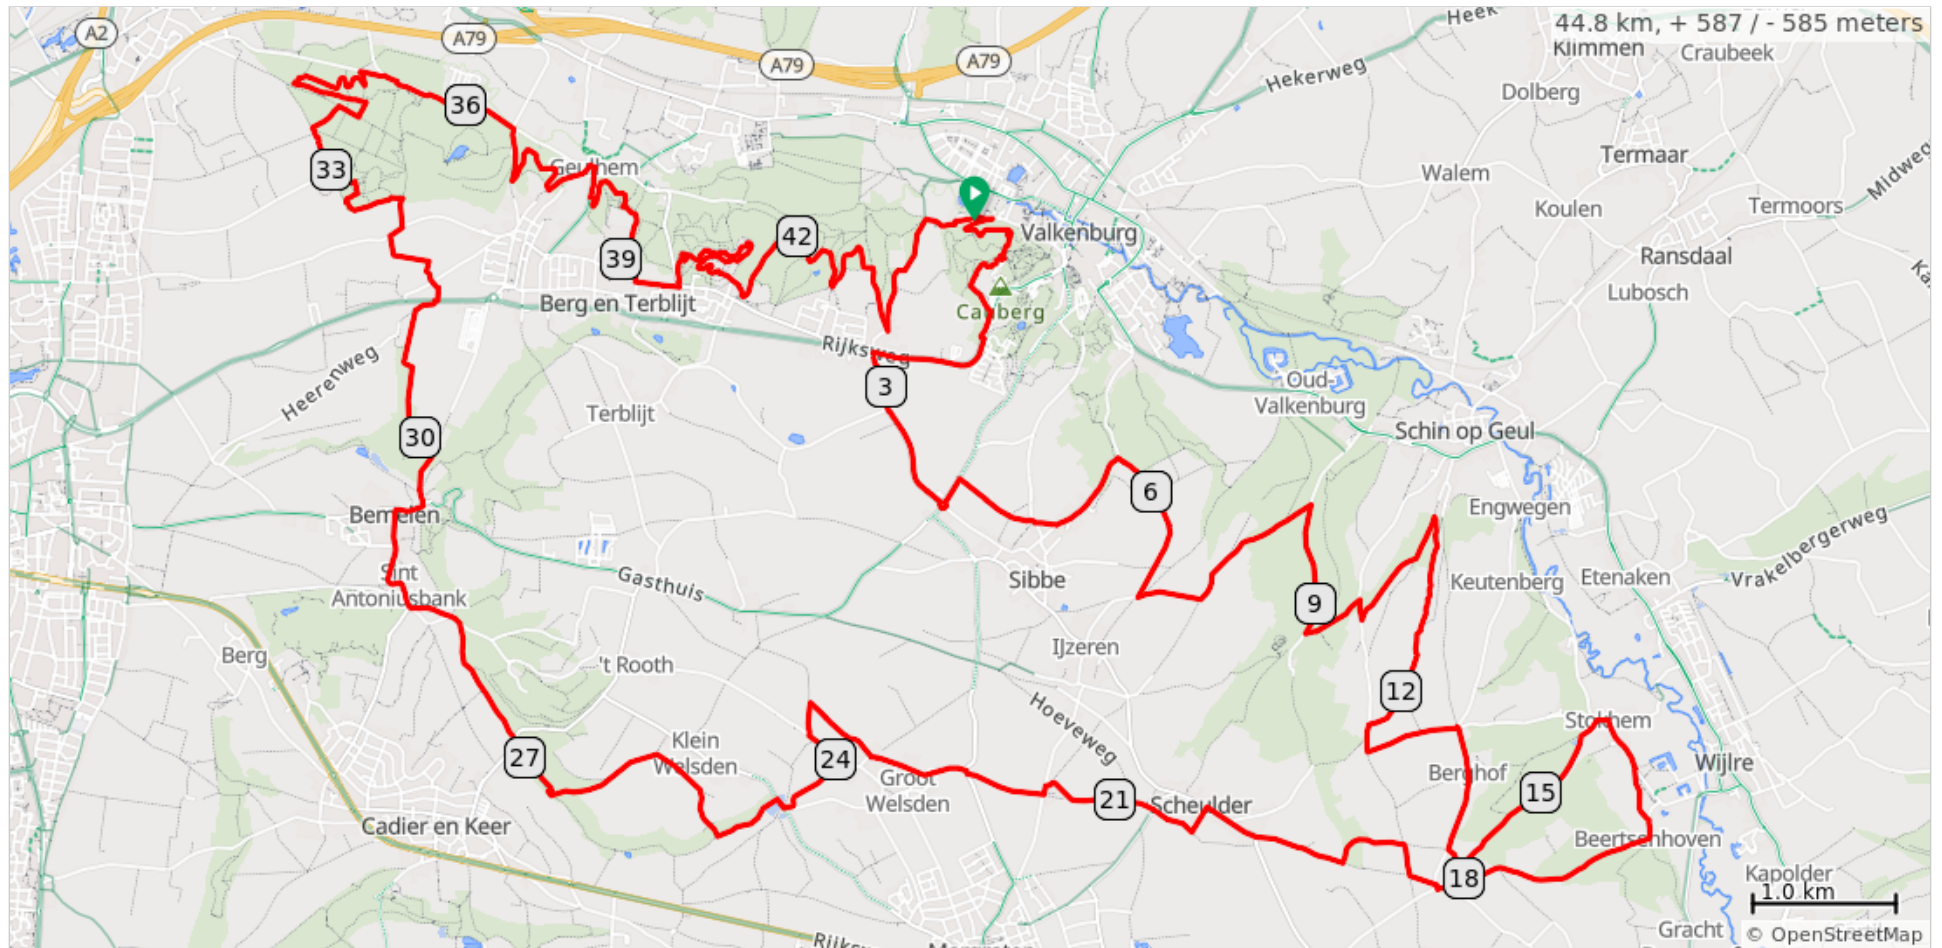 44.8 km, + 587 / - 585 meters
A2
A79
A79
A79
Klimmen
Craubeek
Hekerweg
Dolberg
36
Termaar
Midweg
33
Geulhem
Walem
Koulen
Termoors
42
Valkenburg
39
Ransdaal
Lubosch
Berg en Terblijt
Cauberg
Rijksweg
Heerenweg
3
Terblijt
Oud-
Valkenburg
30
Schin op Geul
6
Bemelen
Engwegen
Vrakelbergerweg
Sint
Antoniusbank
Gasthuis
Sibbe
Keutenberg
Etenaken
9
Berg
't Rooth
IJzeren
12
Hoeveweg
Stokhem
27
Klein
Welsden
24
Groot
Welsden
Berghof
15
Wijlre
21
Scheulder
Cadier en Keer
Beertsenhoven
18
Kapolder
1.0 km
Gracht
© OpenStreetMap